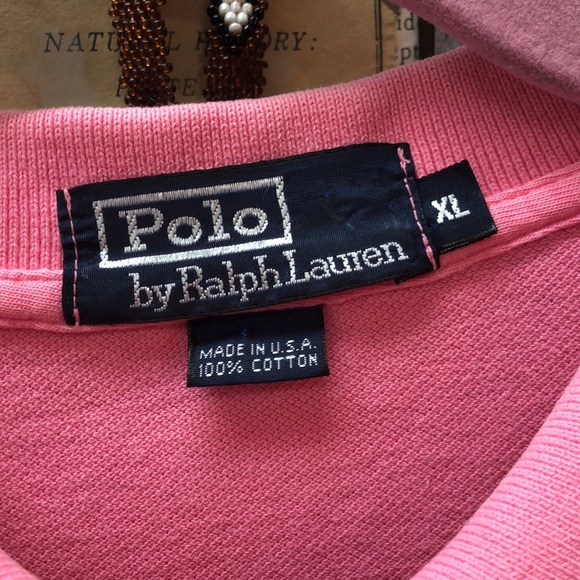 NATURAL HISTORY:
Polo
by Ralph Lauren
XL
MADE IN U.S.A.
100% COTTON